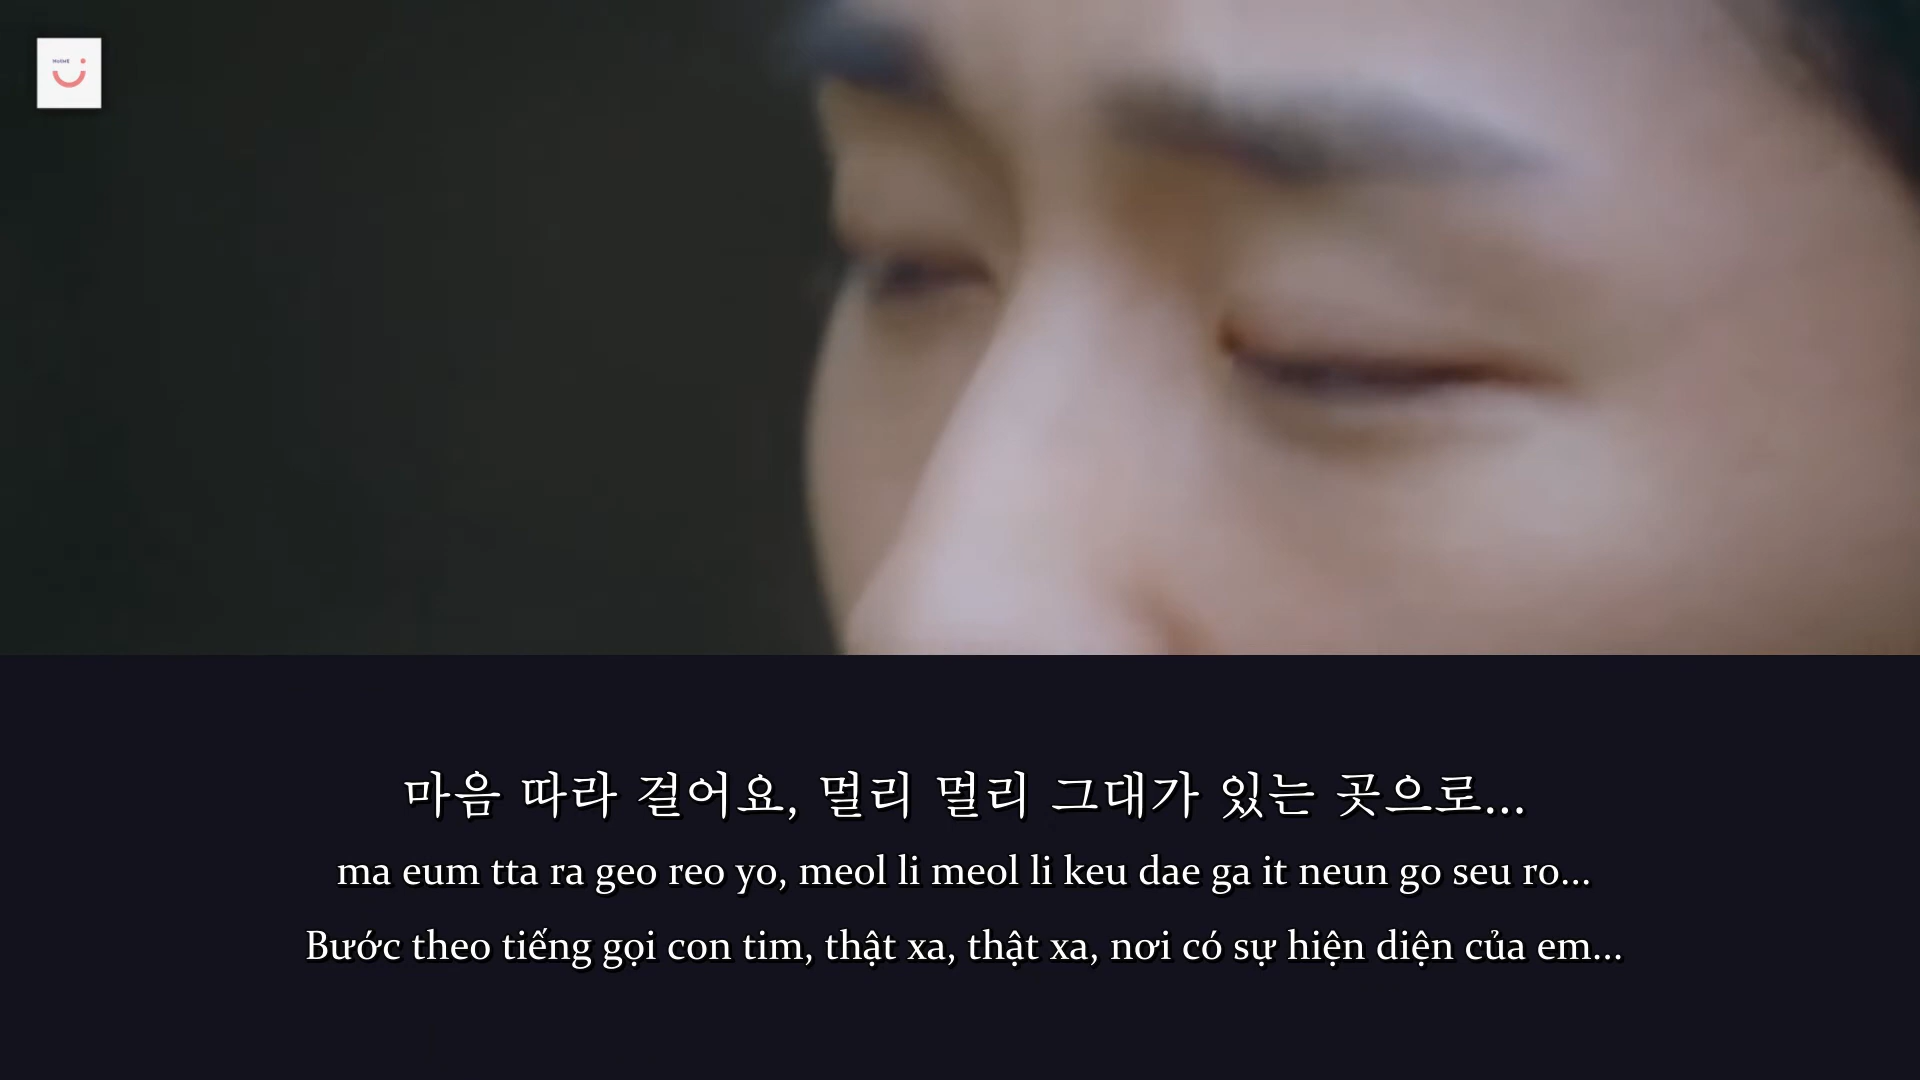 마음 따라 걸어요, 멀리 멀리 그대가 있는 곳으로...
ma eum tta ra geo reo yo, meol li meol li keu dae ga it neun go seu ro...
Bước theo tiếng gọi con tim, thật xa, thật xa, nơi có sự hiện diện của em...